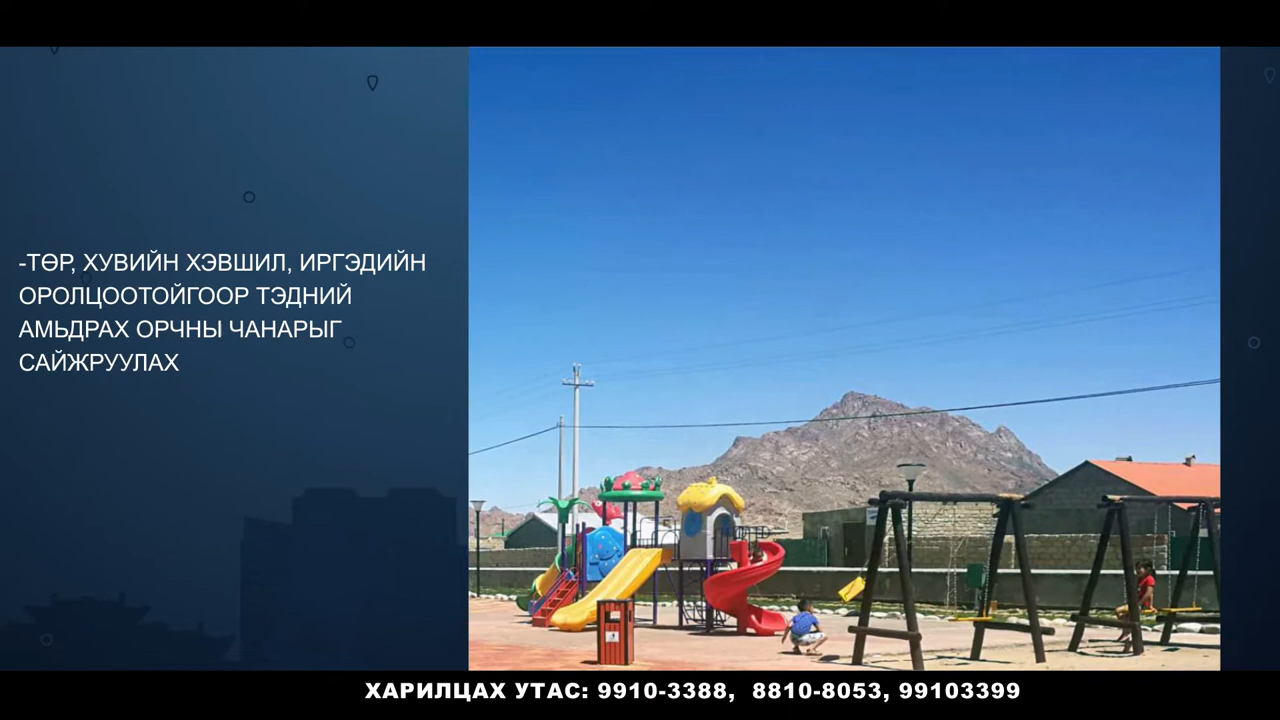 -ТӨР, ХУВИЙН ХЭВШИЛ, ИРГЭДИЙН
ОРОЛЦООТОЙГООР ТЭДНИЙ
АМЬДРАХ ОРЧНЫ ЧАНАРЫГ
САЙЖРУУЛАХ
ХАРИЛЦАХ УТАС: 9910-3388, 8810-8053, 99103399